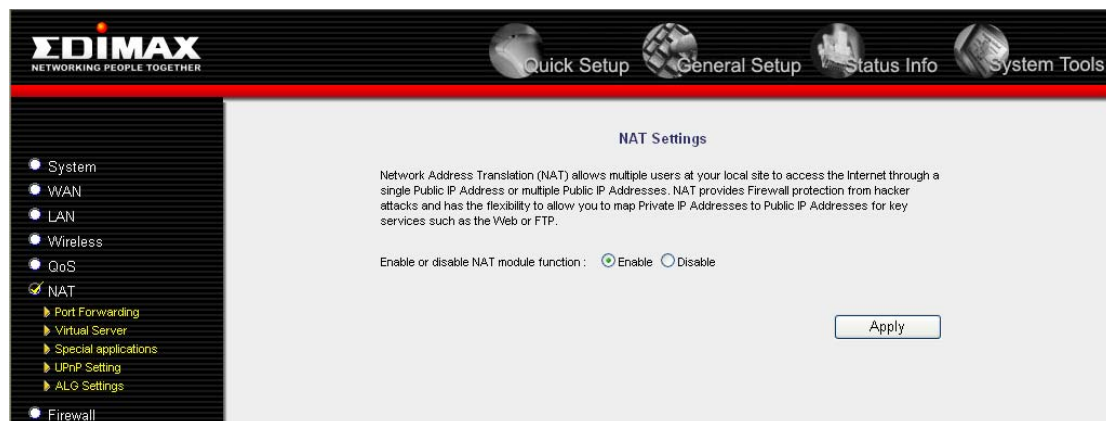 EDIMAX
NETWORKING PEOPLE TOGETHER
Quick Setup
General Setup
Status Info
System Tools
System
WAN
LAN
Wireless
QoS
NAT
Port Forwarding
Virtual Server
Special applications
UPnP Setting
ALG Settings
Firewall
NAT Settings
Network Address Translation (NAT) allows multiple users at your local site to access the Internet through a
single Public IP Address or multiple Public IP Addresses. NAT provides Firewall protection from hacker
attacks and has the flexibility to allow you to map Private IP Addresses to Public IP Addresses for key
services such as the Web or FTP.
Enable or disable NAT module function : Enable Disable
Apply